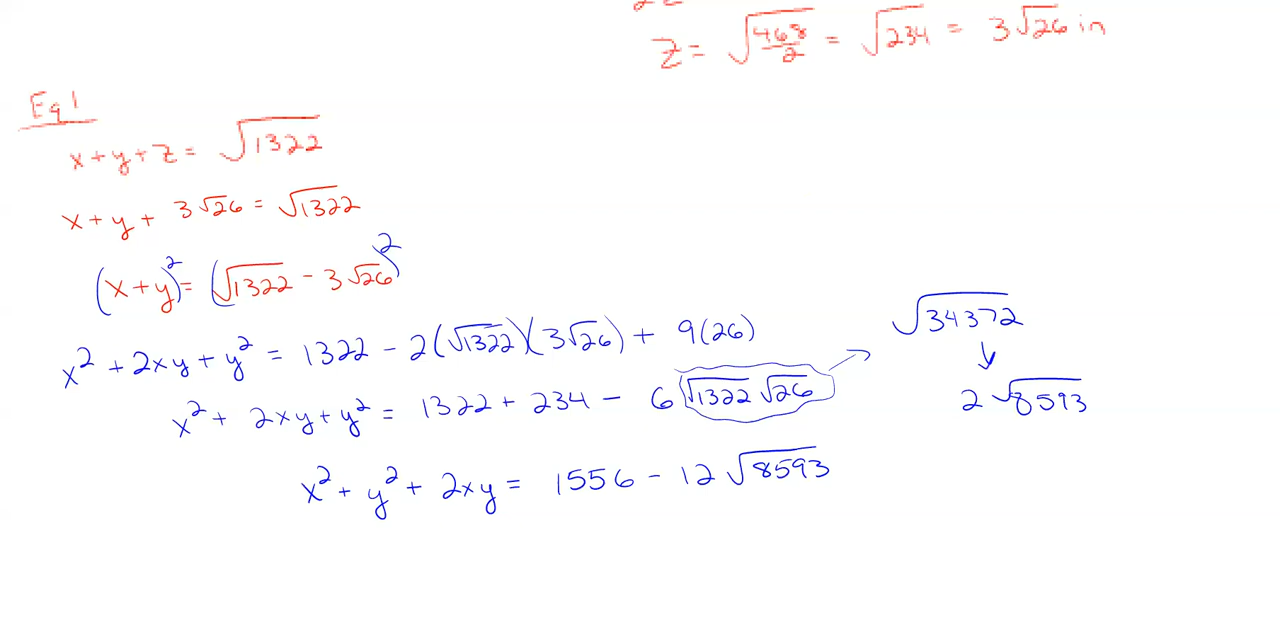 z = √(468/2) = √234 = 3√26 in
Eq 1
x + y + z = √1322
x + y + 3√26 = √1322
(x + y)² = (√1322 − 3√26)²
x² + 2xy + y² = 1322 − 2(√1322)(3√26) + 9(26)
√34372
x² + 2xy + y² = 1322 + 234 − 6 √1322 √26
2√8593
x² + y² + 2xy = 1556 − 12 √8593